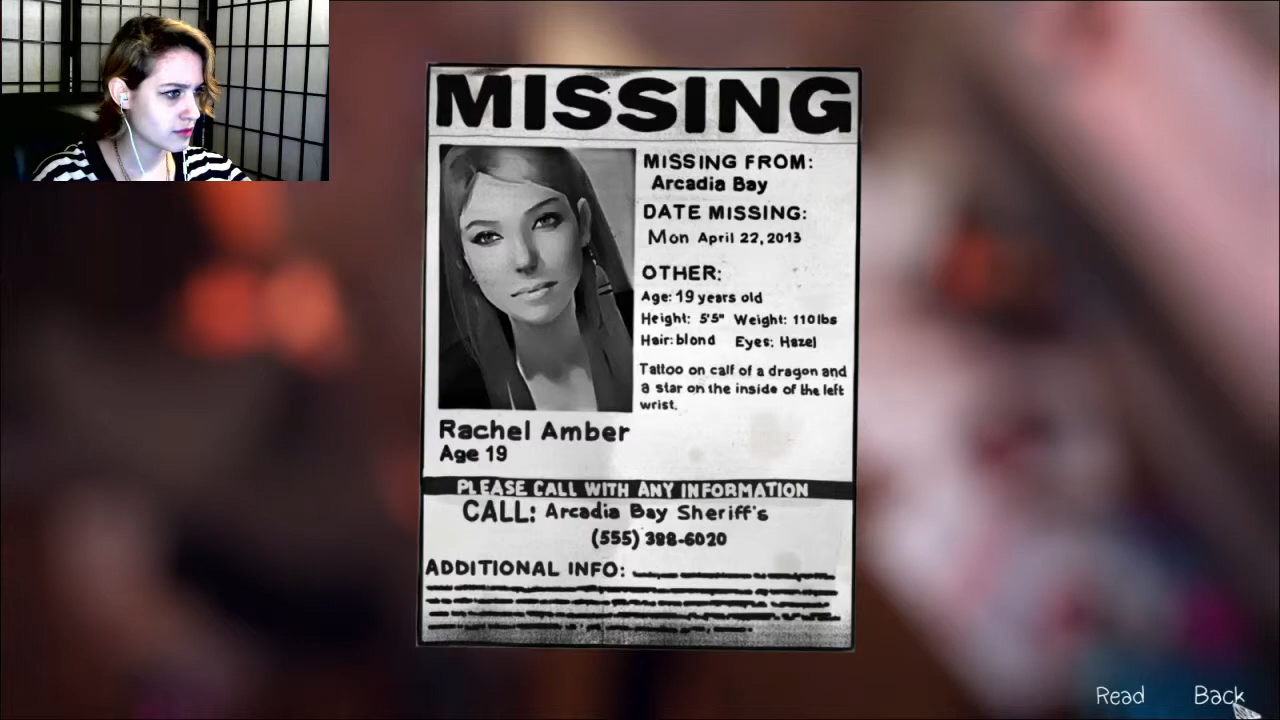 MISSING
MISSING FROM:
Arcadia Bay
DATE MISSING:
Mon April 22, 2013
OTHER:
Age: 19 years old
Height: 5'5" Weight: 110lbs
Hair: blond Eyes: Hazel
Tattoo on calf of a dragon and
a star on the inside of the left
wrist.
Rachel Amber
Age 19
PLEASE CALL WITH ANY INFORMATION
CALL: Arcadia Bay Sheriff's
(555) 388-6020
ADDITIONAL INFO:
Read Back